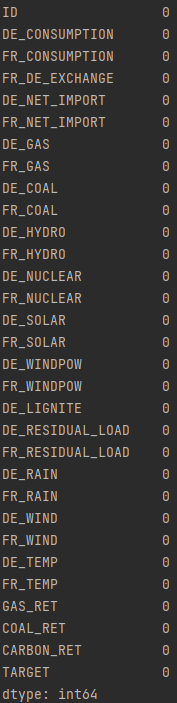 ID 0
DE_CONSUMPTION 0
FR_CONSUMPTION 0
FR_DE_EXCHANGE 0
DE_NET_IMPORT 0
FR_NET_IMPORT 0
DE_GAS 0
FR_GAS 0
DE_COAL 0
FR_COAL 0
DE_HYDRO 0
FR_HYDRO 0
DE_NUCLEAR 0
FR_NUCLEAR 0
DE_SOLAR 0
FR_SOLAR 0
DE_WINDPOW 0
FR_WINDPOW 0
DE_LIGNITE 0
DE_RESIDUAL_LOAD 0
FR_RESIDUAL_LOAD 0
DE_RAIN 0
FR_RAIN 0
DE_WIND 0
FR_WIND 0
DE_TEMP 0
FR_TEMP 0
GAS_RET 0
COAL_RET 0
CARBON_RET 0
TARGET 0
dtype: int64